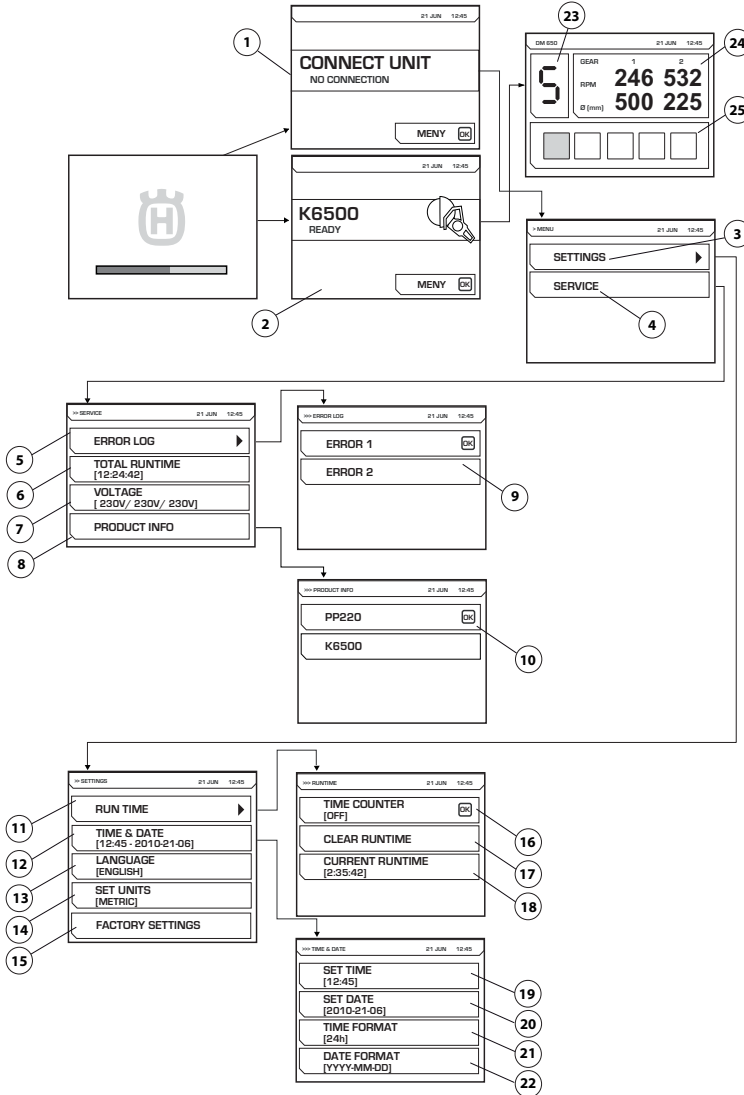 21 JUN 12:45
1
CONNECT UNIT
NO CONNECTION
MENY OK
H
21 JUN 12:45
K6500
READY
MENY OK
2
23
24
25
DM 650 21 JUN 12:45
5
GEAR 1 2
RPM 246 532
Ø [mm] 500 225
> MENU 21 JUN 12:45
SETTINGS
SERVICE
3
4
>> SERVICE 21 JUN 12:45
ERROR LOG
TOTAL RUNTIME
[12:24:42]
VOLTAGE
[ 230V/ 230V/ 230V]
PRODUCT INFO
5
6
7
8
>>> ERROR LOG 21 JUN 12:45
ERROR 1 OK
ERROR 2
9
>>> PRODUCT INFO 21 JUN 12:45
PP220 OK
K6500
10
>> SETTINGS 21 JUN 12:45
RUN TIME
TIME & DATE
[12:45 - 2010-21-06]
LANGUAGE
[ENGLISH]
SET UNITS
[METRIC]
FACTORY SETTINGS
11
12
13
14
15
>>> RUNTIME 21 JUN 12:45
TIME COUNTER
[OFF] OK
CLEAR RUNTIME
CURRENT RUNTIME
[2:35:42]
16
17
18
>>> TIME & DATE 21 JUN 12:45
SET TIME
[12:45]
SET DATE
[2010-21-06]
TIME FORMAT
[24h]
DATE FORMAT
[YYYY-MM-DD]
19
20
21
22